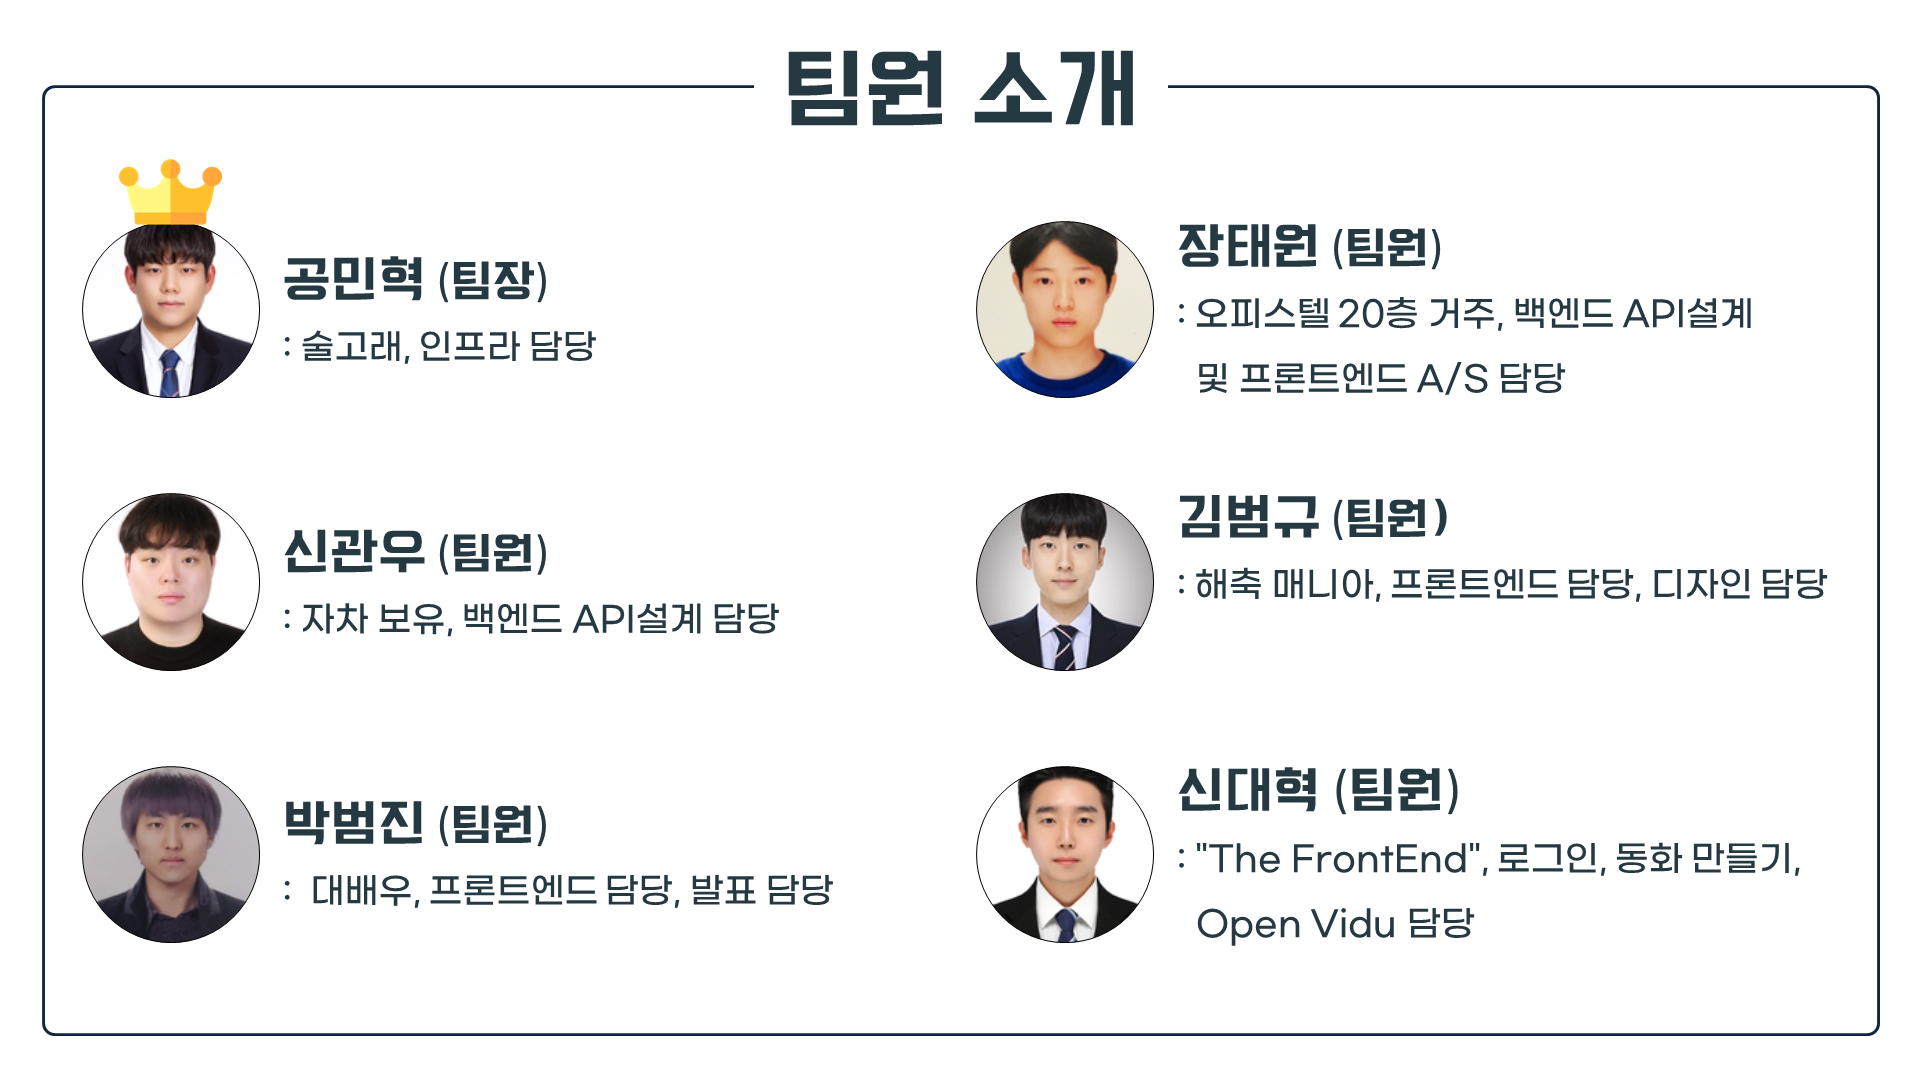 팀원 소개
공민혁 (팀장)
: 술고래, 인프라 담당
장태원 (팀원)
: 오피스텔 20층 거주, 백엔드 API설계
및 프론트엔드 A/S 담당
신관우 (팀원)
: 자차 보유, 백엔드 API설계 담당
김범규 (팀원)
: 해축 매니아, 프론트엔드 담당, 디자인 담당
박범진 (팀원)
: 대배우, 프론트엔드 담당, 발표 담당
신대혁 (팀원)
: "The FrontEnd", 로그인, 동화 만들기,
Open Vidu 담당